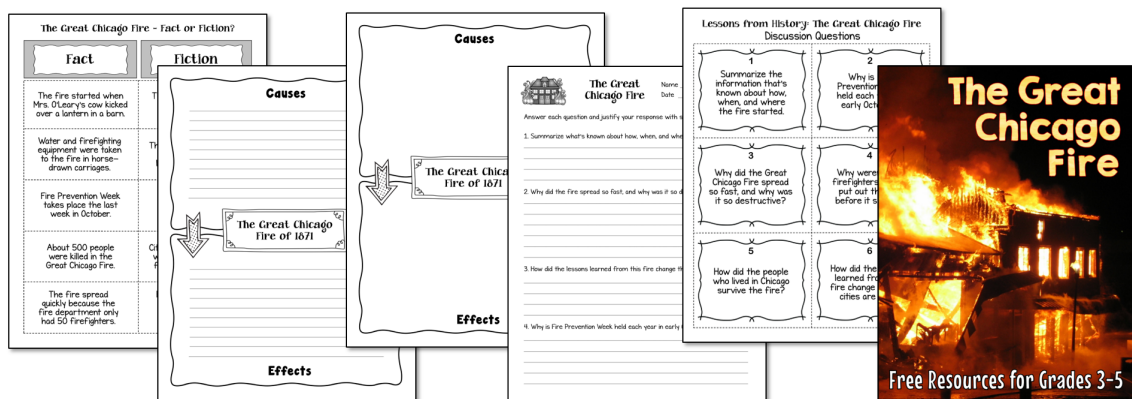 The Great Chicago Fire - Fact or Fiction?
Fact
Fiction
The fire started when
Mrs. O'Leary's cow kicked
over a lantern in a barn.
Water and firefighting
equipment were taken
to the fire in horse-
drawn carriages.
Fire Prevention Week
takes place the last
week in October.
About 500 people
were killed in the
Great Chicago Fire.
The fire spread
quickly because the
fire department only
had 50 firefighters.
Causes
The Great Chicago
Fire of 1871
Effects
Causes
The Great
Fire of 1871
Effects
The Great
Chicago Fire
Name
Date
Answer each question and justify your response with
1. Summarize what's known about how, when, and
2. Why did the fire spread so fast, and why was it so
3. How did the lessons learned from this fire change
4. Why is Fire Prevention Week held each year in early
Lessons from History: The Great Chicago Fire
Discussion Questions
1
Summarize the
information that's
known about how,
when, and where
the fire started.
2
Why is
held each
early
3
Why did the Great
Chicago Fire spread
so fast, and why was
it so destructive?
4
Why were
firefighters
put out
before it
5
How did the people
who lived in Chicago
survive the fire?
6
How did the
learned
fire change
cities are
The Great
Chicago
Fire
Free Resources for Grades 3-5